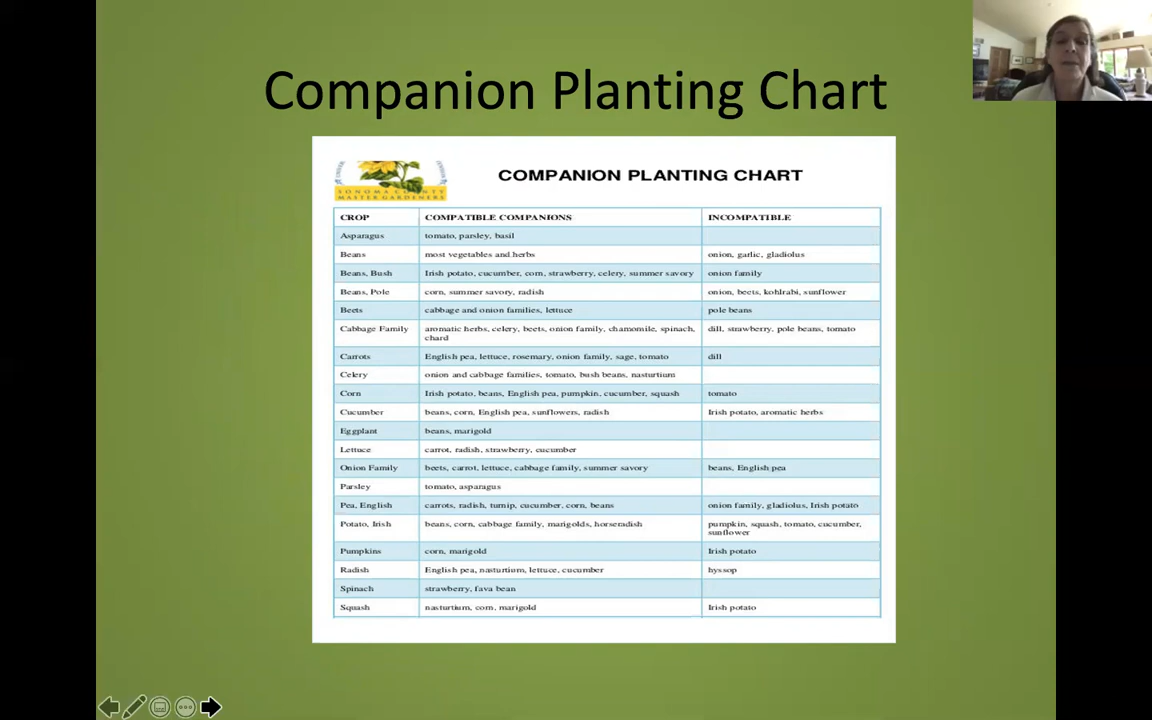 Companion Planting Chart
SONOMA COUNTY
MASTER GARDENERS
COMPANION PLANTING CHART
CROP COMPATIBLE COMPANIONS INCOMPATIBLE
Asparagus tomato, parsley, basil
Beans most vegetables and herbs onion, garlic, gladiolus
Beans, Bush Irish potato, cucumber, corn, strawberry, celery, summer savory onion family
Beans, Pole corn, summer savory, radish onion, beets, kohlrabi, sunflower
Beets cabbage and onion families, lettuce pole beans
Cabbage Family aromatic herbs, celery, beets, onion family, chamomile, spinach, dill, strawberry, pole beans, tomato
chard
Carrots English pea, lettuce, rosemary, onion family, sage, tomato dill
Celery onion and cabbage families, tomato, bush beans, nasturtium
Corn Irish potato, beans, English pea, pumpkin, cucumber, squash tomato
Cucumber beans, corn, English pea, sunflowers, radish Irish potato, aromatic herbs
Eggplant beans, marigold
Lettuce carrot, radish, strawberry, cucumber
Onion Family beets, carrot, lettuce, cabbage family, summer savory beans, English pea
Parsley tomato, asparagus
Pea, English carrots, radish, turnip, cucumber, corn, beans onion family, gladiolus, Irish potato
Potato, Irish beans, corn, cabbage family, marigolds, horseradish pumpkin, squash, tomato, cucumber,
sunflower
Pumpkins corn, marigold Irish potato
Radish English pea, nasturtium, lettuce, cucumber hyssop
Spinach strawberry, fava bean
Squash nasturtium, corn, marigold Irish potato